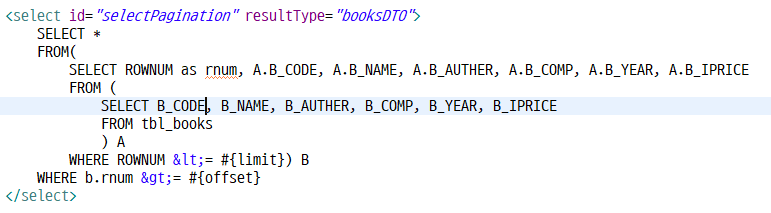 <select id="selectPagination" resultType="booksDTO">
SELECT *
FROM(
SELECT ROWNUM as rnum, A.B_CODE, A.B_NAME, A.B_AUTHER, A.B_COMP, A.B_YEAR, A.B_IPRICE
FROM (
SELECT B_CODE, B_NAME, B_AUTHER, B_COMP, B_YEAR, B_IPRICE
FROM tbl_books
) A
WHERE ROWNUM &lt;= #{limit}) B
WHERE b.rnum &gt;= #{offset}
</select>